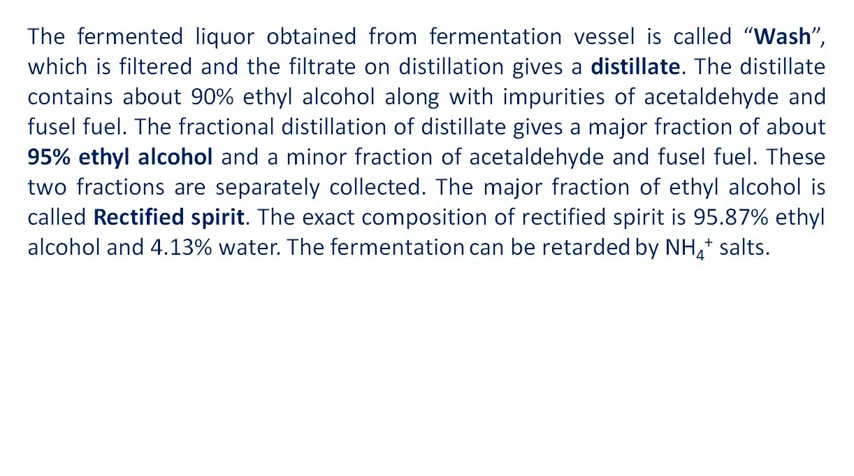 The fermented liquor obtained from fermentation vessel is called “Wash”,
which is filtered and the filtrate on distillation gives a distillate. The distillate
contains about 90% ethyl alcohol along with impurities of acetaldehyde and
fusel fuel. The fractional distillation of distillate gives a major fraction of about
95% ethyl alcohol and a minor fraction of acetaldehyde and fusel fuel. These
two fractions are separately collected. The major fraction of ethyl alcohol is
called Rectified spirit. The exact composition of rectified spirit is 95.87% ethyl
alcohol and 4.13% water. The fermentation can be retarded by NH₄⁺ salts.